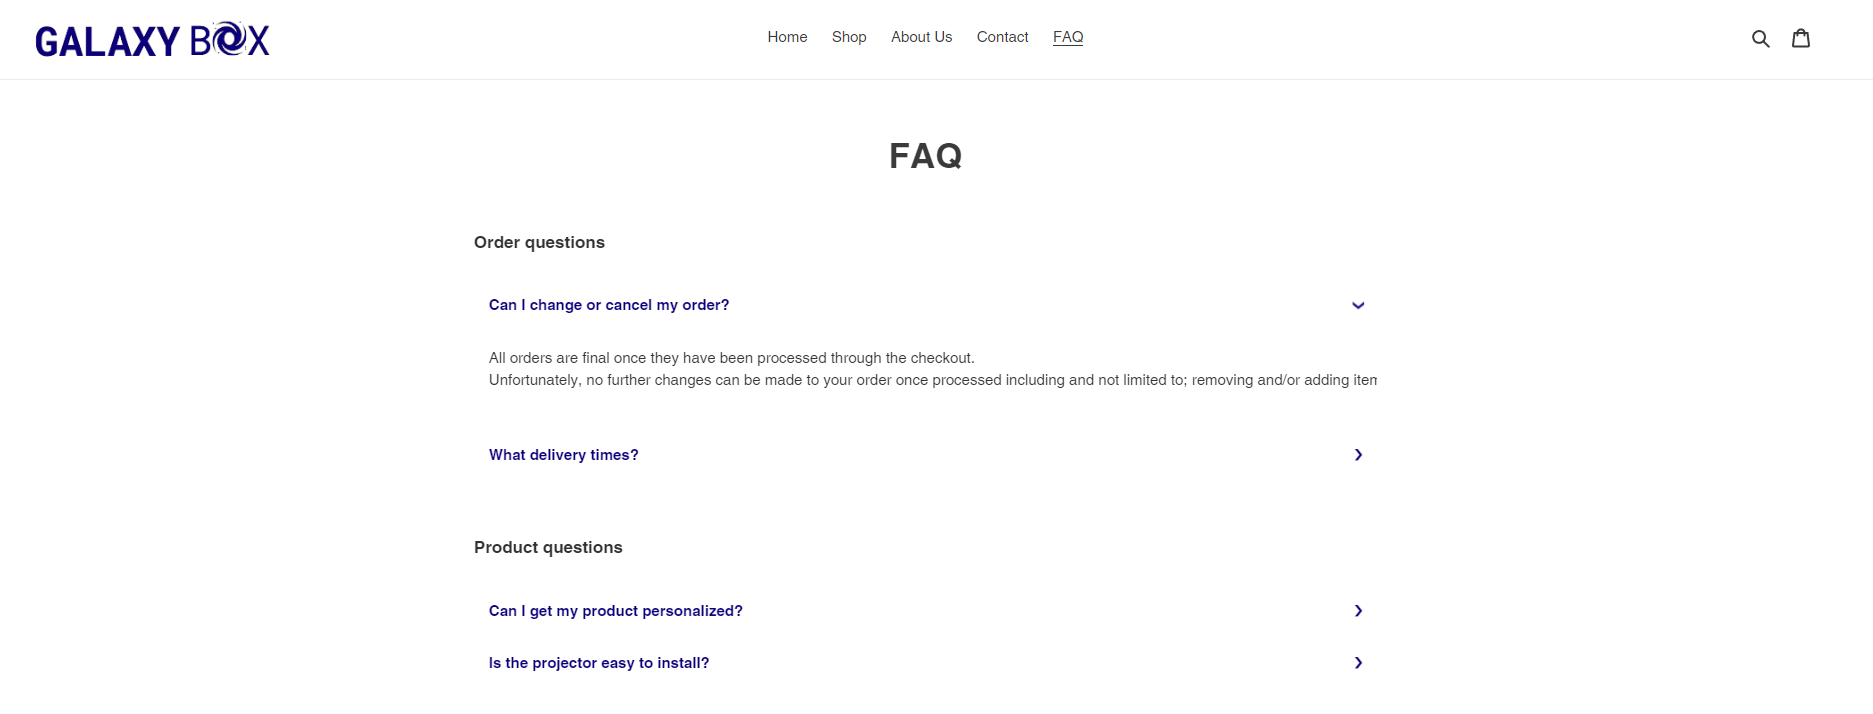 GALAXY BOX
Home Shop About Us Contact FAQ
FAQ
Order questions
Can I change or cancel my order?
All orders are final once they have been processed through the checkout.
Unfortunately, no further changes can be made to your order once processed including and not limited to; removing and/or adding
What delivery times?
Product questions
Can I get my product personalized?
Is the projector easy to install?